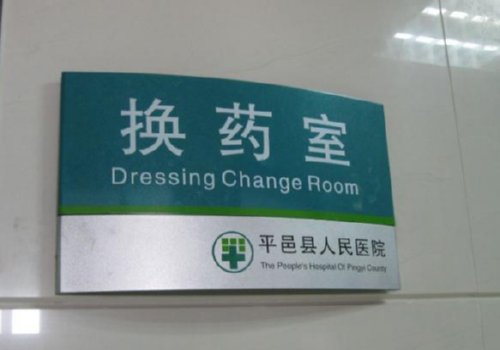 换药室
Dressing Change Room
平邑县人民医院
The People's Hospital Of Pingyi County